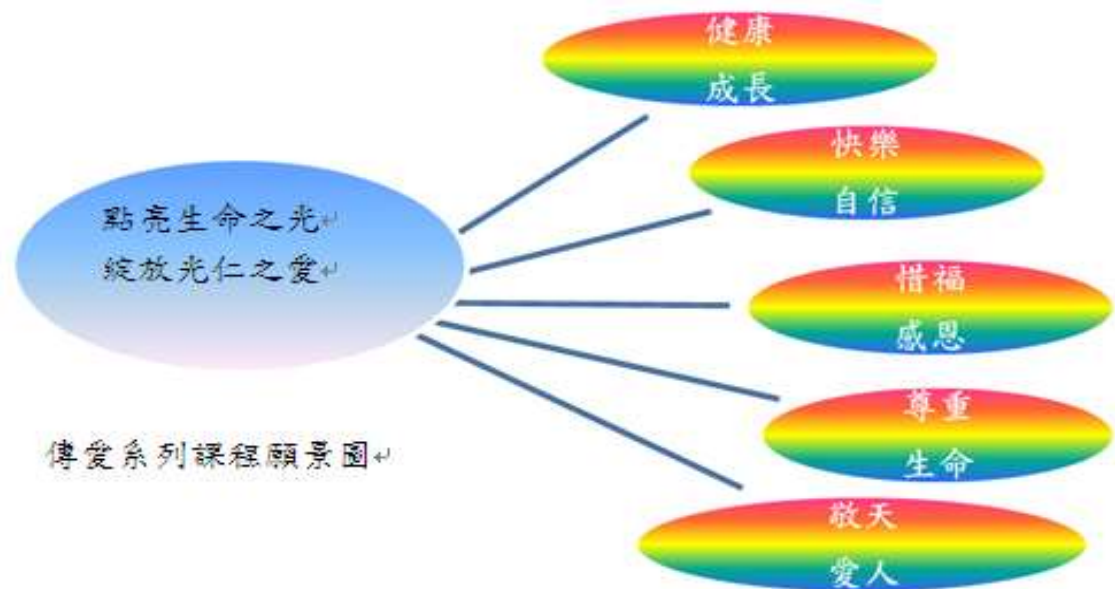 點亮生命之光
綻放光仁之愛
傳愛系列課程願景圖
健康
成長
快樂
自信
惜福
感恩
尊重
生命
敬天
愛人